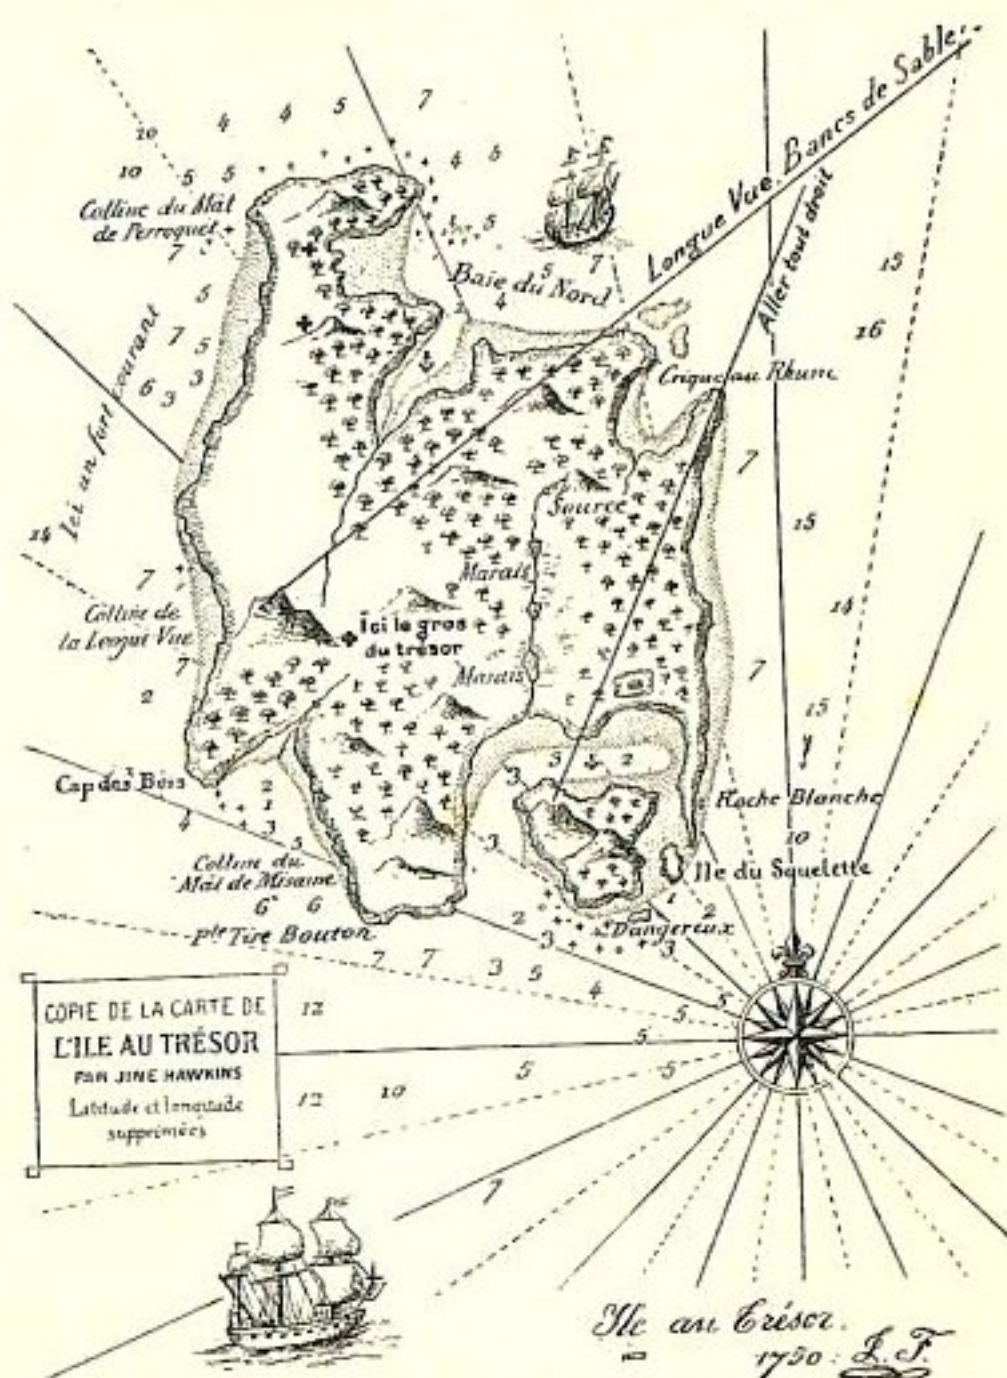 Longue Vue. Bancs de Sable
Aller tout droit
Colline du Mât
de Perroquet
Baie du Nord
Crique au Rhum
Ici un fort courant
Source
Marais
Colline de
la Longue Vue
Ici le gros
du trésor
Marais
Cap des 3 Bois
Roche Blanche
Colline du
Mât de Misaine
Ile du Squelette
Pte Tire Bouton
Dangereux
COPIE DE LA CARTE DE
L'ILE AU TRÉSOR
PAR JIME HAWKINS
Latitude et longitude
supprimées
Ile au Trésor.
1750. J. F.